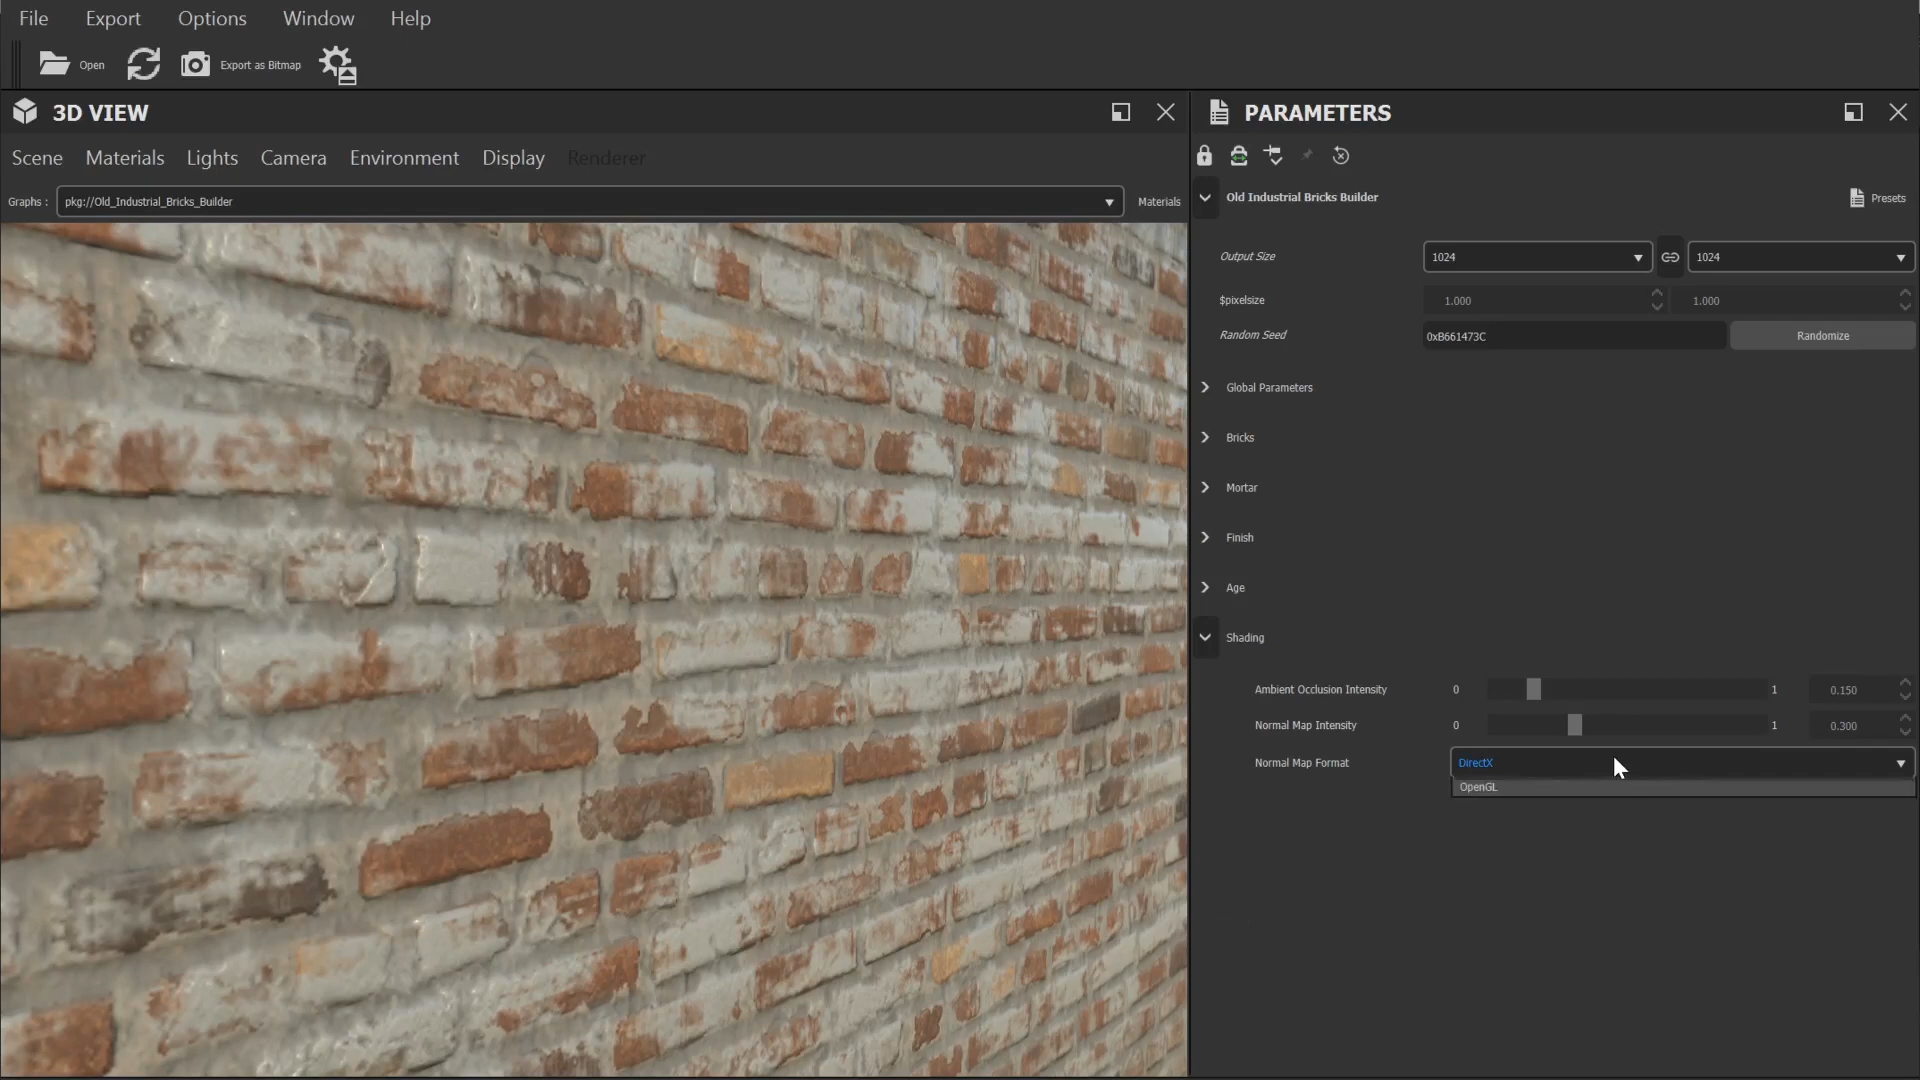 File Export Options Window Help
Open Export as Bitmap
3D VIEW
Scene Materials Lights Camera Environment Display Renderer
Graphs : pkg://Old_Industrial_Bricks_Builder Materials
PARAMETERS
Old Industrial Bricks Builder Presets
Output Size 1024 1024
$pixelsize 1.000 1.000
Random Seed 0xB661473C Randomize
Global Parameters
Bricks
Mortar
Finish
Age
Shading
Ambient Occlusion Intensity 0 1 0.150
Normal Map Intensity 0 1 0.300
Normal Map Format DirectX
OpenGL